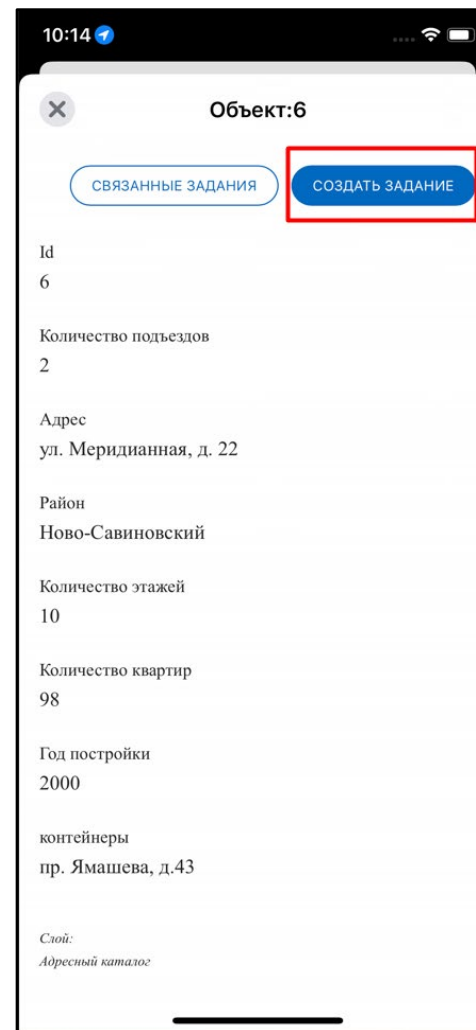 10:14
Объект:6
СВЯЗАННЫЕ ЗАДАНИЯ
СОЗДАТЬ ЗАДАНИЕ
Id
6
Количество подъездов
2
Адрес
ул. Меридианная, д. 22
Район
Ново-Савиновский
Количество этажей
10
Количество квартир
98
Год постройки
2000
контейнеры
пр. Ямашева, д.43
Слой:
Адресный каталог